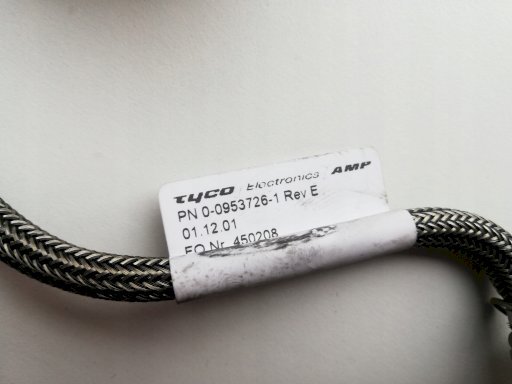 tyco Electronics AMP
PN 0-0953726-1 Rev E
01.12.01
FO Nr. 450208